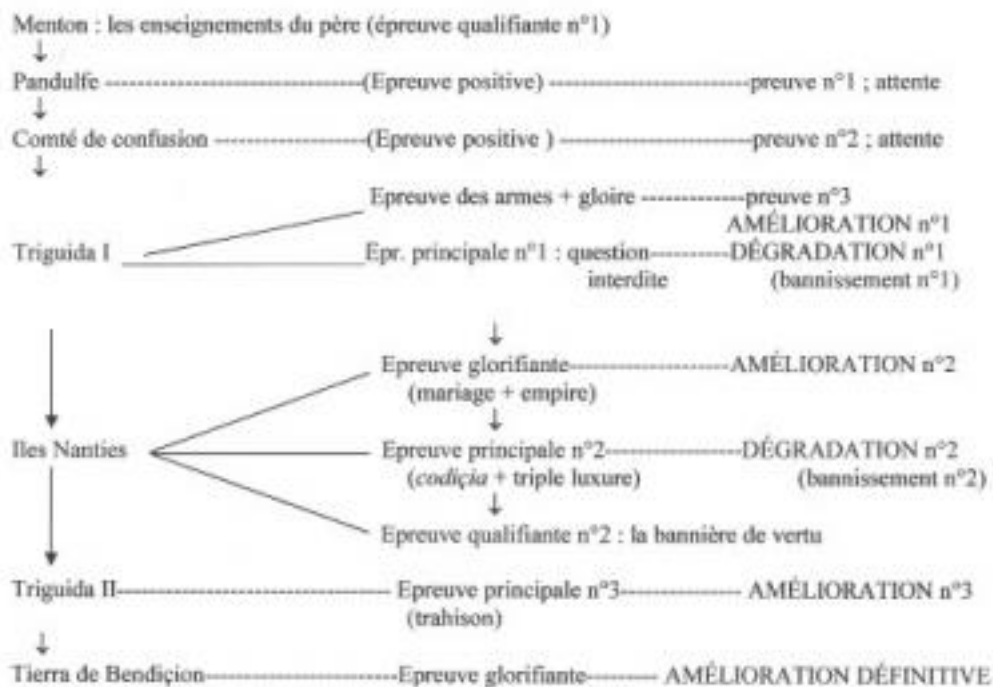 Menton : les enseignements du père (épreuve qualifiante n°1)
Pandulfe (Epreuve positive) preuve n°1 ; attente
Comté de confusion (Epreuve positive ) preuve n°2 ; attente
Epreuve des armes + gloire preuve n°3
AMÉLIORATION n°1
Triguida I Epr. principale n°1 : question DÉGRADATION n°1
interdite (bannissement n°1)
Epreuve glorifiante AMÉLIORATION n°2
(mariage + empire)
Iles Nanties Epreuve principale n°2 DÉGRADATION n°2
(codiçia + triple luxure) (bannissement n°2)
Epreuve qualifiante n°2 : la bannière de vertu
Triguida II Epreuve principale n°3 AMÉLIORATION n°3
(trahison)
Tierra de Bendiçion Epreuve glorifiante AMÉLIORATION DÉFINITIVE